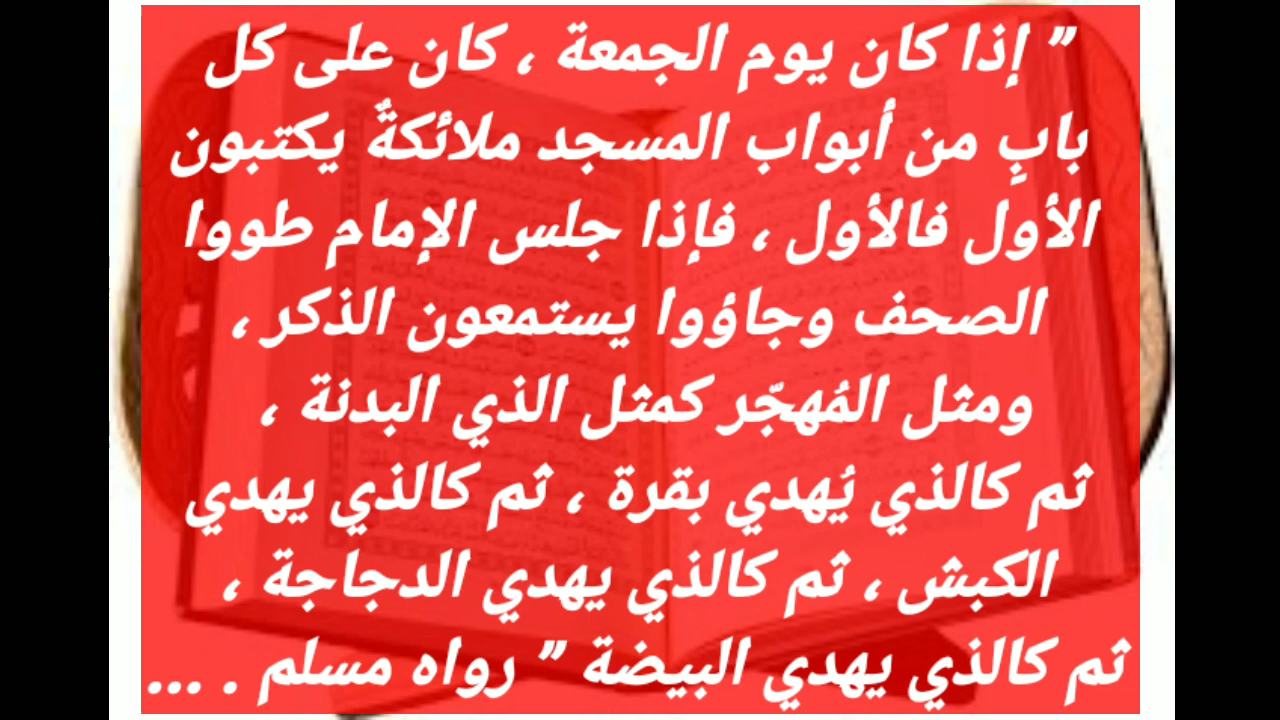 ” إذا كان يوم الجمعة ، كان على كل
بابِ من أبواب المسجد ملائكةٌ يكتبون
الأول فالأول ، فإذا جلس الإمام طووا
الصحف وجاؤوا يستمعون الذكر ،
ومثل المُهجّر كمثل الذي البدنة ،
ثم كالذي يُهدي بقرة ، ثم كالذي يهدي
الكبش ، ثم كالذي يهدي الدجاجة ،
ثم كالذي يهدي البيضة ” رواه مسلم . ...